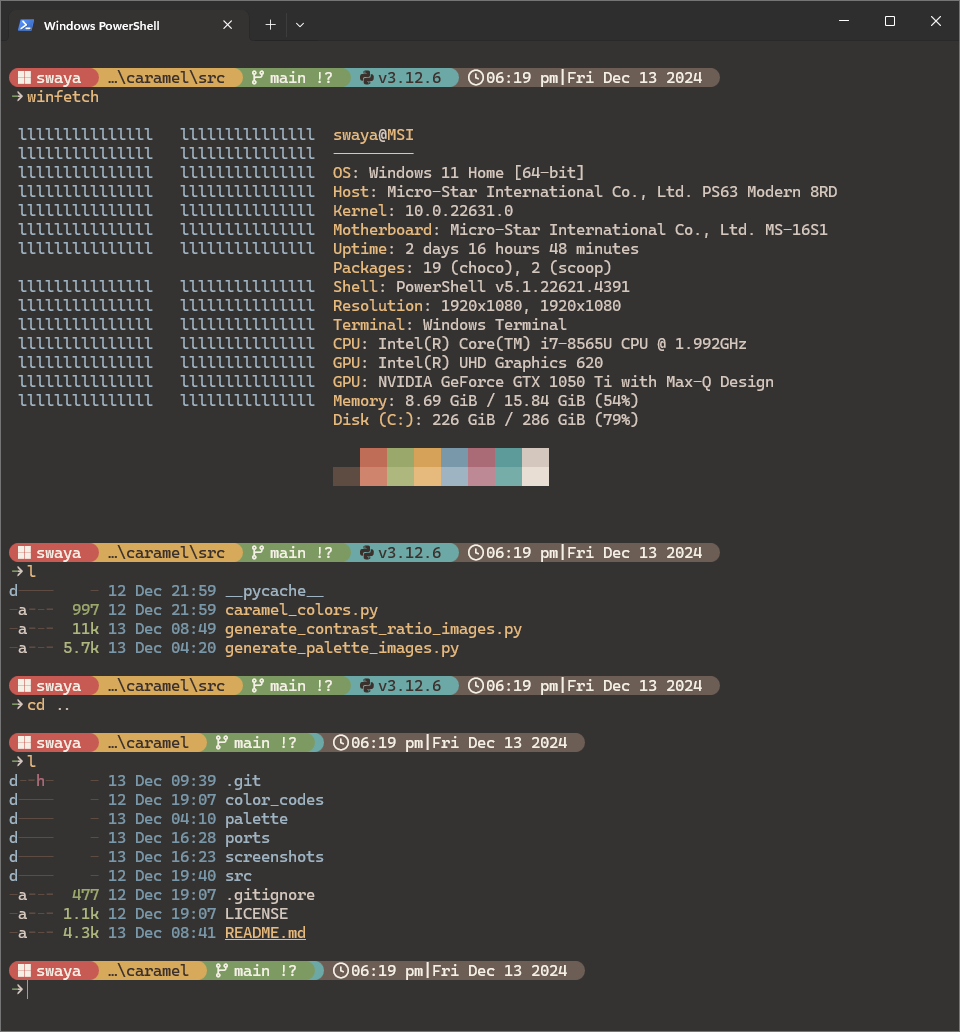 Windows PowerShell
swaya …\caramel\src main !? v3.12.6 06:19 pm|Fri Dec 13 2024
→ winfetch
lllllllllllllll lllllllllllllll swaya@MSI
lllllllllllllll lllllllllllllll ─────────
lllllllllllllll lllllllllllllll OS: Windows 11 Home [64-bit]
lllllllllllllll lllllllllllllll Host: Micro-Star International Co., Ltd. PS63 Modern 8RD
lllllllllllllll lllllllllllllll Kernel: 10.0.22631.0
lllllllllllllll lllllllllllllll Motherboard: Micro-Star International Co., Ltd. MS-16S1
lllllllllllllll lllllllllllllll Uptime: 2 days 16 hours 48 minutes
Packages: 19 (choco), 2 (scoop)
lllllllllllllll lllllllllllllll Shell: PowerShell v5.1.22621.4391
lllllllllllllll lllllllllllllll Resolution: 1920x1080, 1920x1080
lllllllllllllll lllllllllllllll Terminal: Windows Terminal
lllllllllllllll lllllllllllllll CPU: Intel(R) Core(TM) i7-8565U CPU @ 1.992GHz
lllllllllllllll lllllllllllllll GPU: Intel(R) UHD Graphics 620
lllllllllllllll lllllllllllllll GPU: NVIDIA GeForce GTX 1050 Ti with Max-Q Design
lllllllllllllll lllllllllllllll Memory: 8.69 GiB / 15.84 GiB (54%)
Disk (C:): 226 GiB / 286 GiB (79%)
swaya …\caramel\src main !? v3.12.6 06:19 pm|Fri Dec 13 2024
→ l
d---- - 12 Dec 21:59 __pycache__
-a--- 997 12 Dec 21:59 caramel_colors.py
-a--- 11k 13 Dec 08:49 generate_contrast_ratio_images.py
-a--- 5.7k 13 Dec 04:20 generate_palette_images.py
swaya …\caramel\src main !? v3.12.6 06:19 pm|Fri Dec 13 2024
→ cd ..
swaya …\caramel main !? 06:19 pm|Fri Dec 13 2024
→ l
d--h- - 13 Dec 09:39 .git
d---- - 12 Dec 19:07 color_codes
d---- - 13 Dec 04:10 palette
d---- - 13 Dec 16:28 ports
d---- - 13 Dec 16:23 screenshots
d---- - 12 Dec 19:40 src
-a--- 477 12 Dec 19:07 .gitignore
-a--- 1.1k 12 Dec 19:07 LICENSE
-a--- 4.3k 13 Dec 08:41 README.md
swaya …\caramel main !? 06:19 pm|Fri Dec 13 2024
→